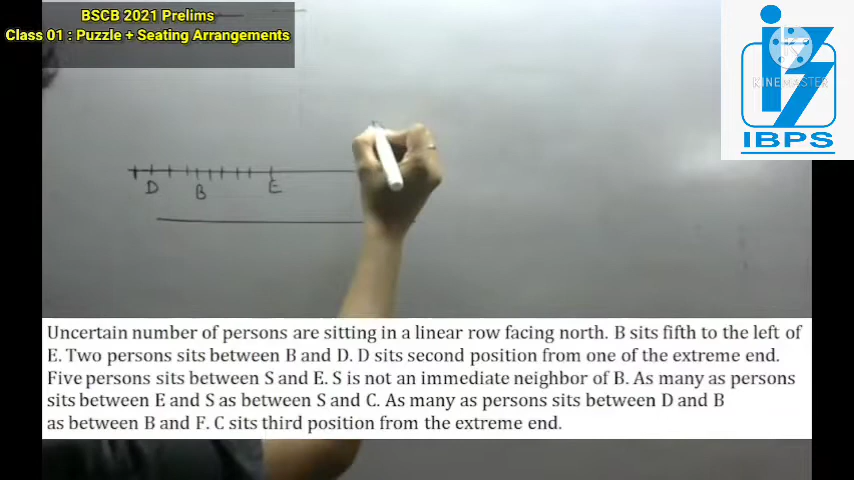 BSCB 2021 Prelims
Class 01 : Puzzle + Seating Arrangements
KINEMASTER
IBPS
D B E
Uncertain number of persons are sitting in a linear row facing north. B sits fifth to the left of
E. Two persons sits between B and D. D sits second position from one of the extreme end.
Five persons sits between S and E. S is not an immediate neighbor of B. As many as persons
sits between E and S as between S and C. As many as persons sits between D and B
as between B and F. C sits third position from the extreme end.